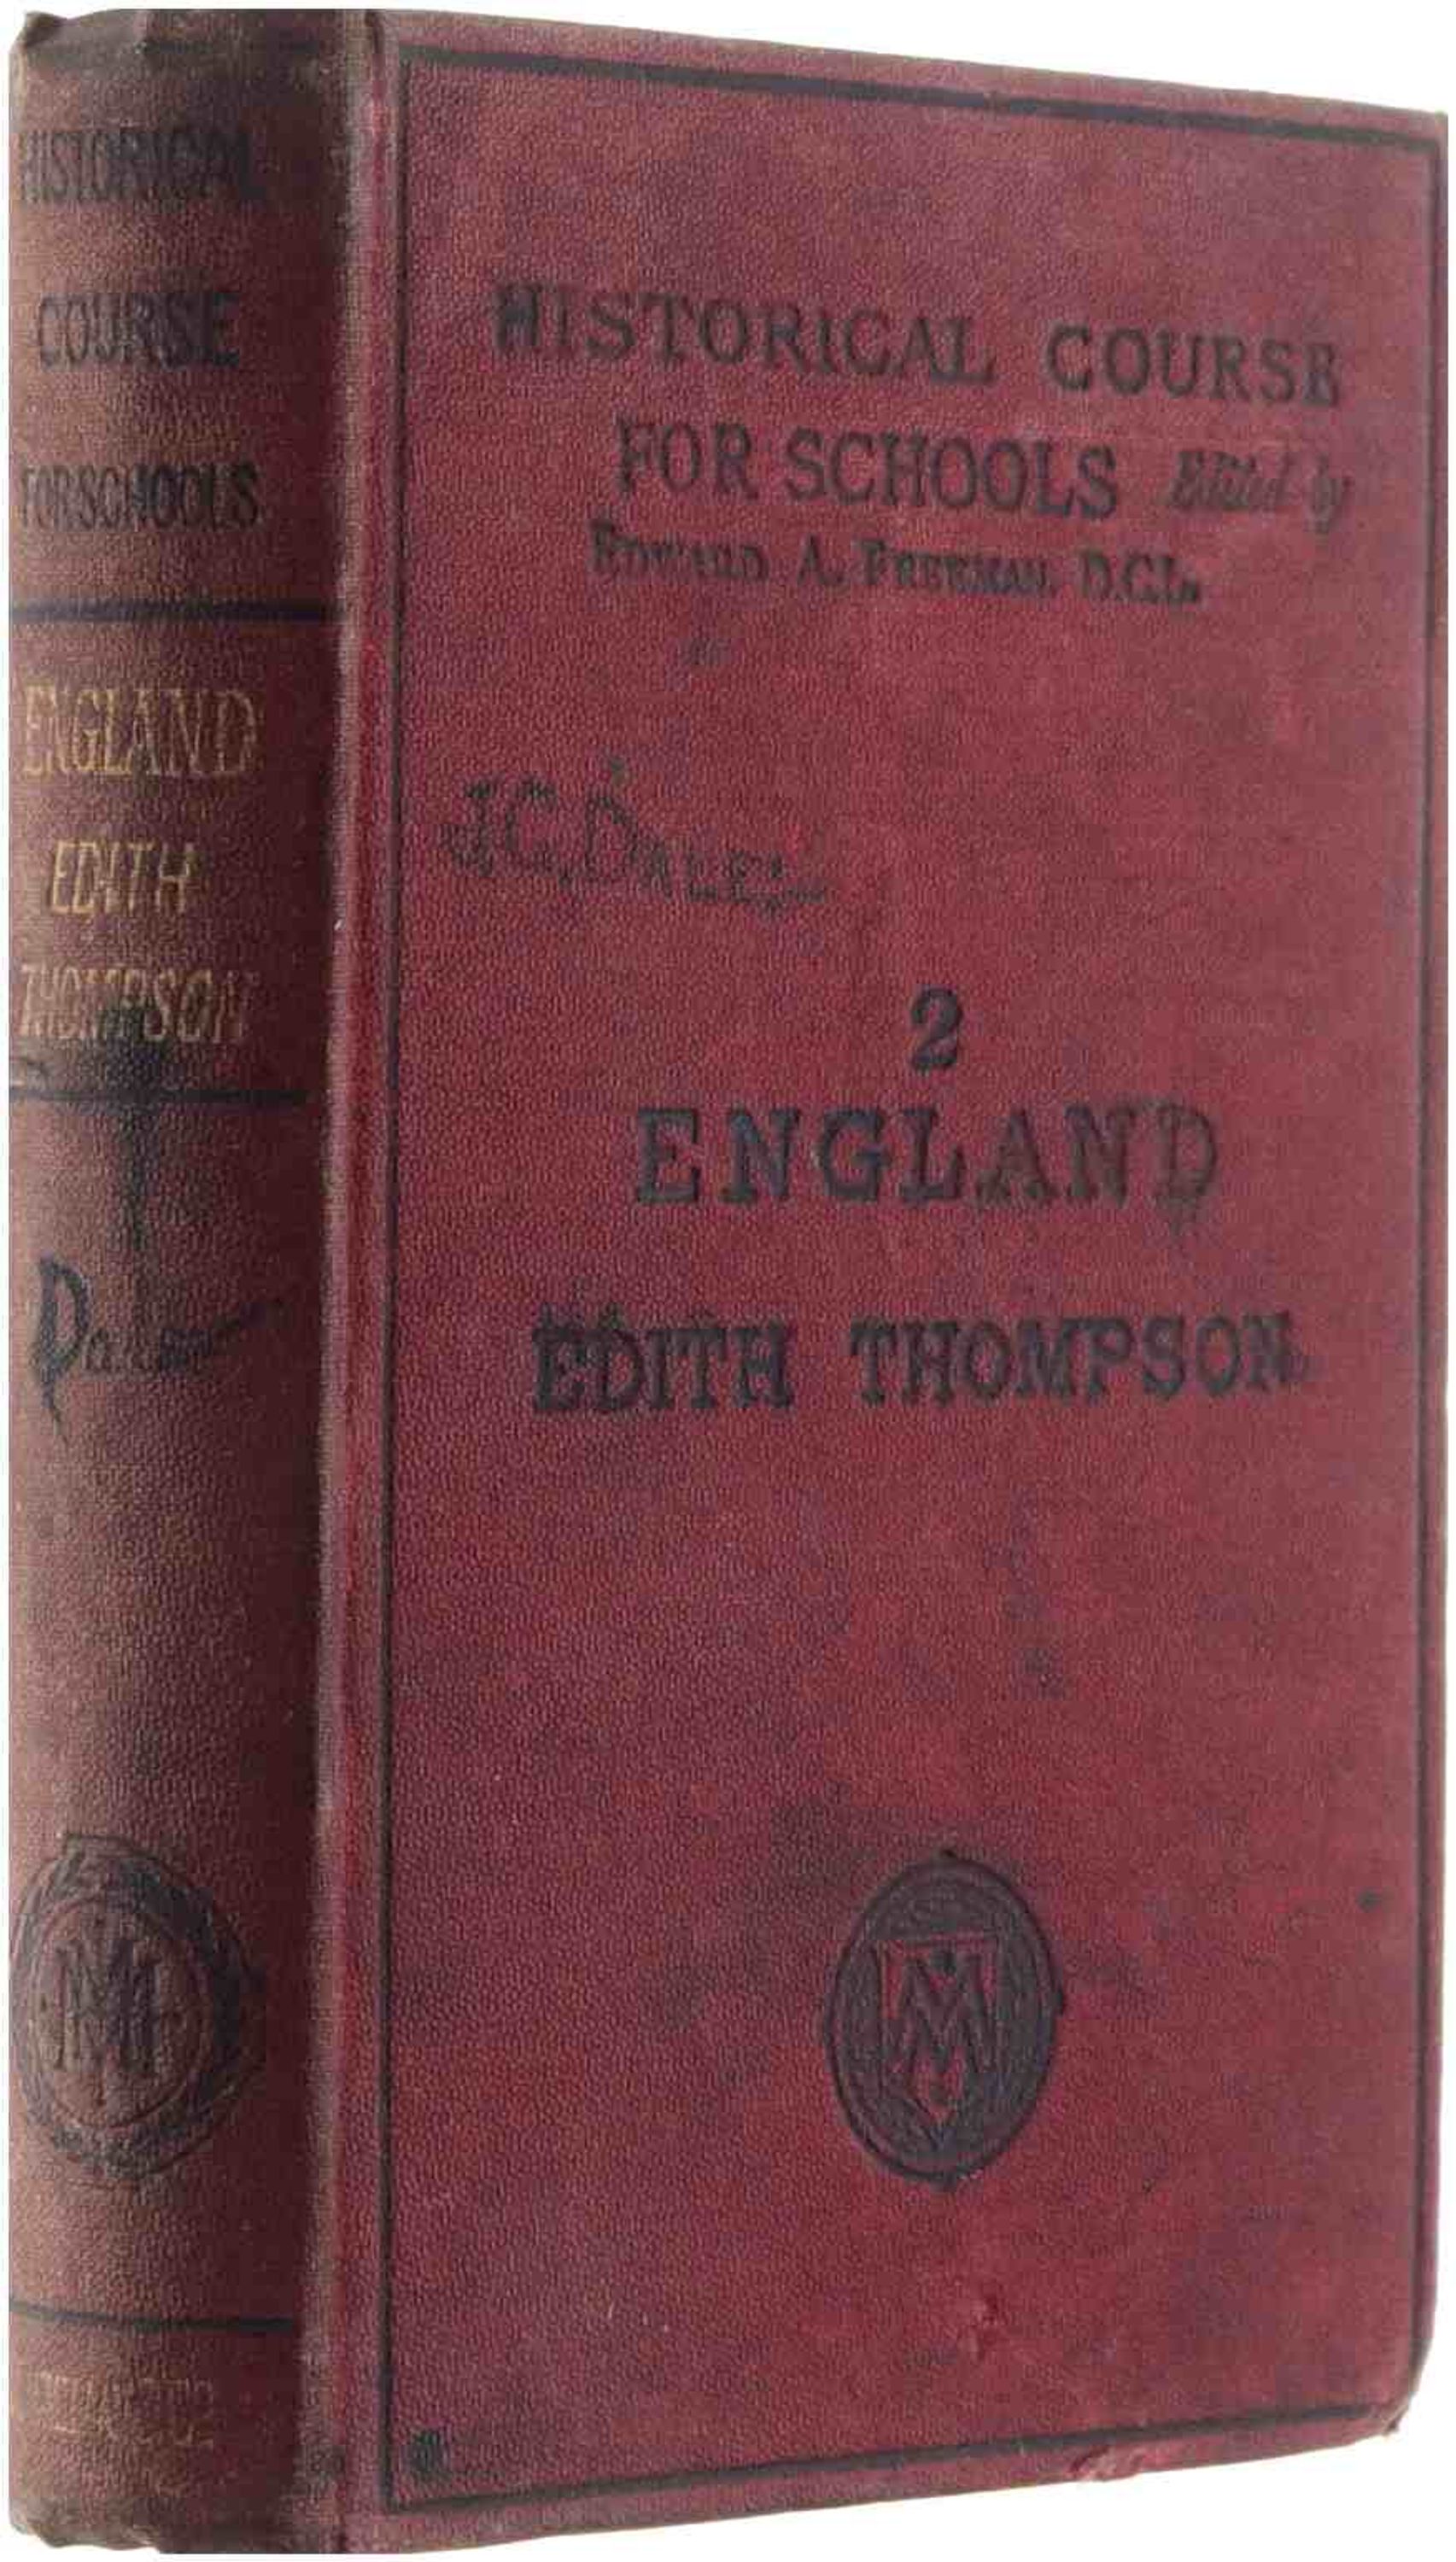 HISTORICAL
COURSE
FOR SCHOOLS
ENGLAND
EDITH
THOMPSON
HISTORICAL COURSE
FOR SCHOOLS Edited by
EDWARD A. FREEMAN. D.C.L.
J.C. DALE
2
ENGLAND
EDITH THOMPSON
M